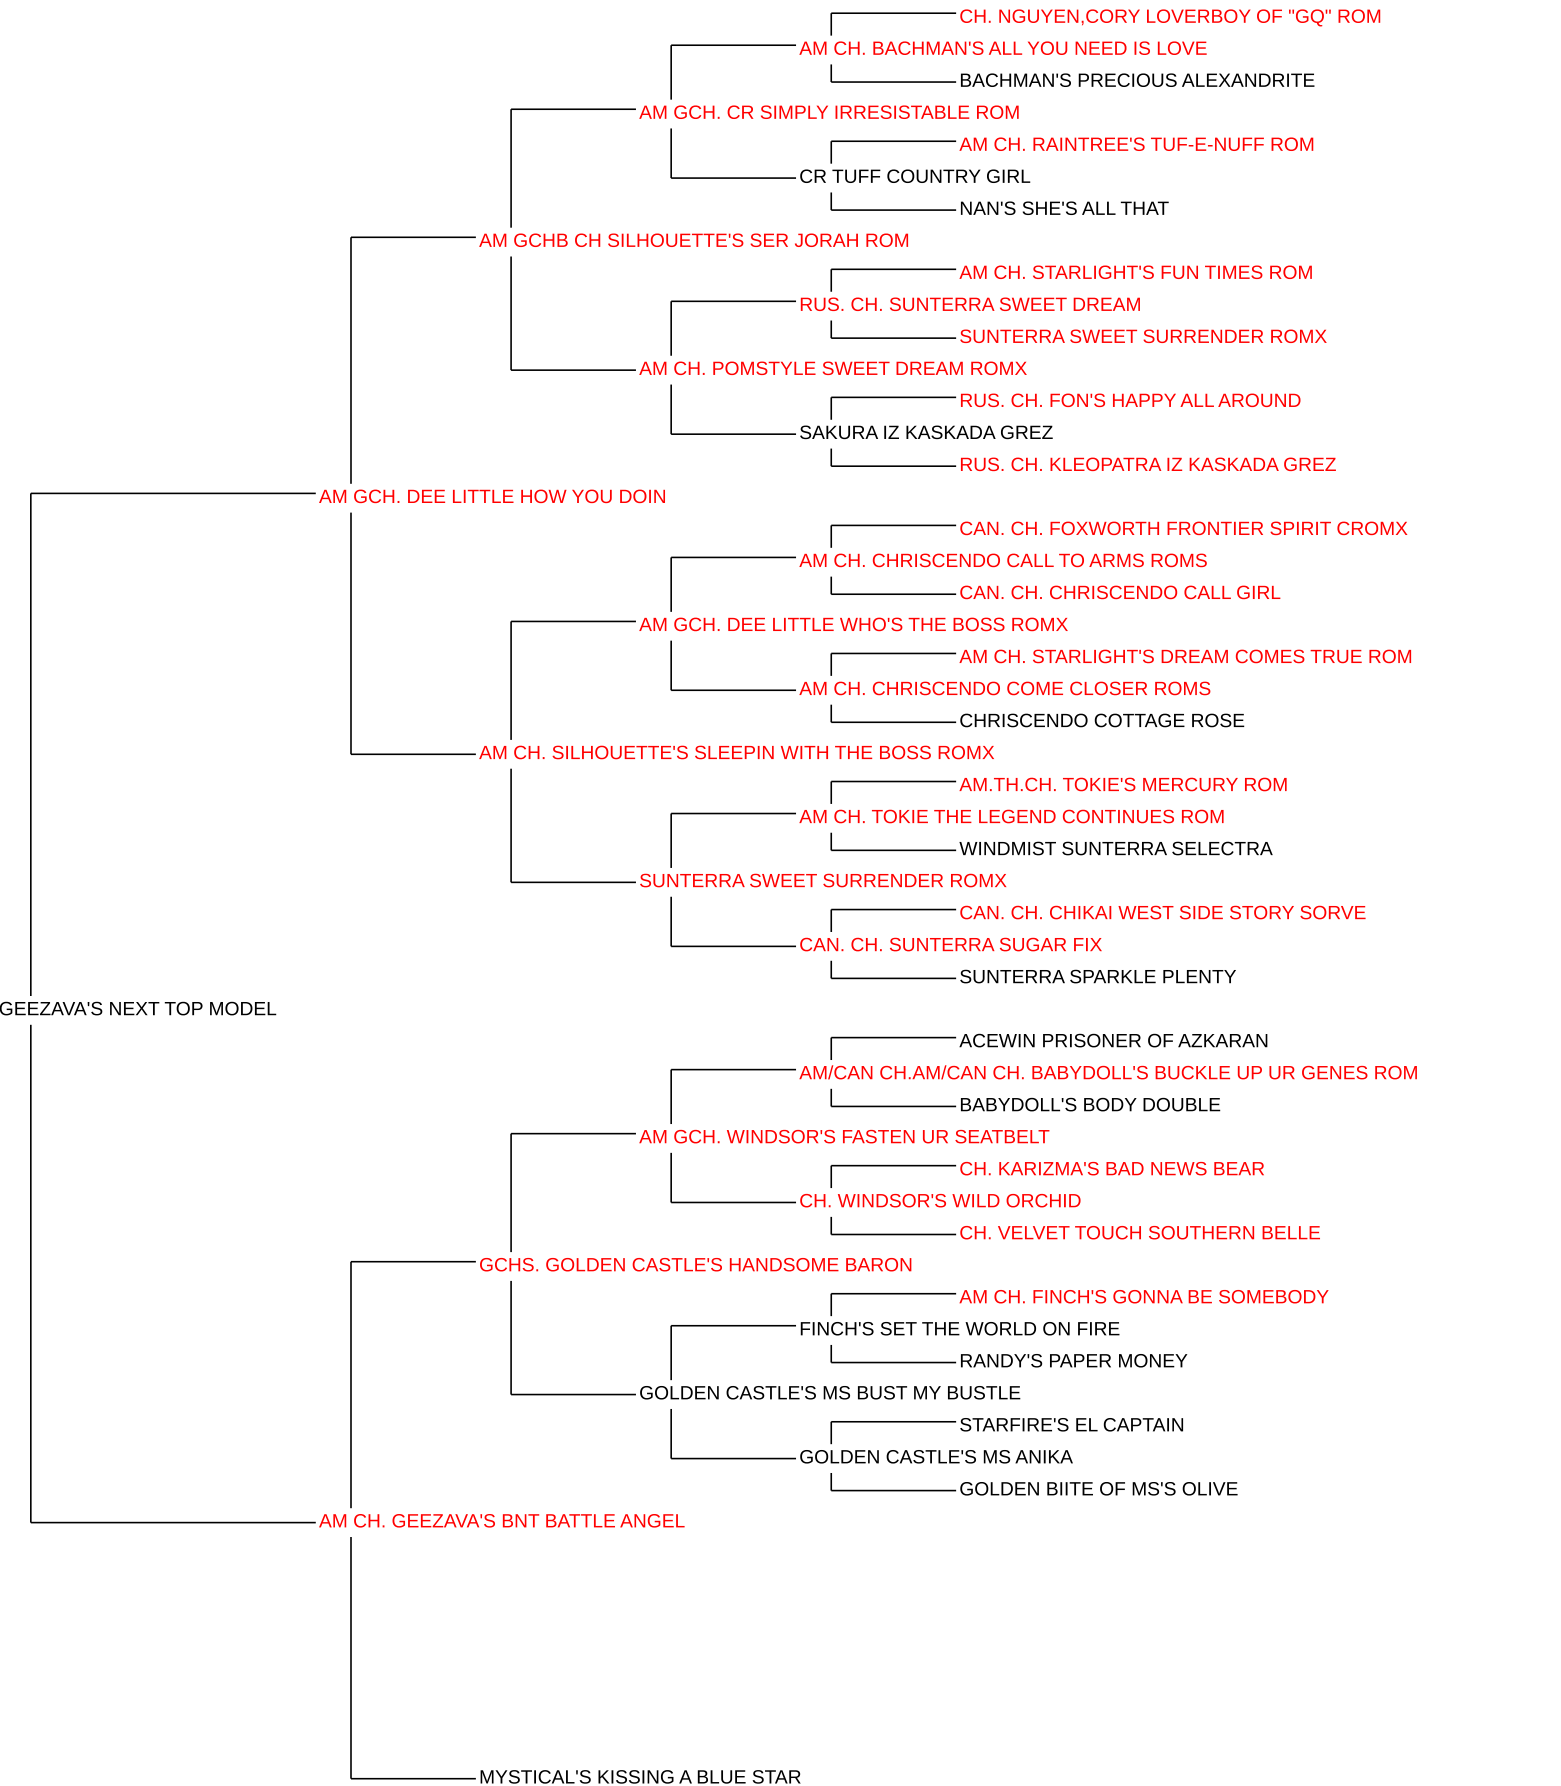 CH. NGUYEN,CORY LOVERBOY OF "GQ" ROM
AM CH. BACHMAN'S ALL YOU NEED IS LOVE
BACHMAN'S PRECIOUS ALEXANDRITE
AM GCH. CR SIMPLY IRRESISTABLE ROM
AM CH. RAINTREE'S TUF-E-NUFF ROM
CR TUFF COUNTRY GIRL
NAN'S SHE'S ALL THAT
AM GCHB CH SILHOUETTE'S SER JORAH ROM
AM CH. STARLIGHT'S FUN TIMES ROM
RUS. CH. SUNTERRA SWEET DREAM
SUNTERRA SWEET SURRENDER ROMX
AM CH. POMSTYLE SWEET DREAM ROMX
RUS. CH. FON'S HAPPY ALL AROUND
SAKURA IZ KASKADA GREZ
RUS. CH. KLEOPATRA IZ KASKADA GREZ
AM GCH. DEE LITTLE HOW YOU DOIN
CAN. CH. FOXWORTH FRONTIER SPIRIT CROMX
AM CH. CHRISCENDO CALL TO ARMS ROMS
CAN. CH. CHRISCENDO CALL GIRL
AM GCH. DEE LITTLE WHO'S THE BOSS ROMX
AM CH. STARLIGHT'S DREAM COMES TRUE ROM
AM CH. CHRISCENDO COME CLOSER ROMS
CHRISCENDO COTTAGE ROSE
AM CH. SILHOUETTE'S SLEEPIN WITH THE BOSS ROMX
AM.TH.CH. TOKIE'S MERCURY ROM
AM CH. TOKIE THE LEGEND CONTINUES ROM
WINDMIST SUNTERRA SELECTRA
SUNTERRA SWEET SURRENDER ROMX
CAN. CH. CHIKAI WEST SIDE STORY SORVE
CAN. CH. SUNTERRA SUGAR FIX
SUNTERRA SPARKLE PLENTY
GEEZAVA'S NEXT TOP MODEL
ACEWIN PRISONER OF AZKARAN
AM/CAN CH.AM/CAN CH. BABYDOLL'S BUCKLE UP UR GENES ROM
BABYDOLL'S BODY DOUBLE
AM GCH. WINDSOR'S FASTEN UR SEATBELT
CH. KARIZMA'S BAD NEWS BEAR
CH. WINDSOR'S WILD ORCHID
CH. VELVET TOUCH SOUTHERN BELLE
GCHS. GOLDEN CASTLE'S HANDSOME BARON
AM CH. FINCH'S GONNA BE SOMEBODY
FINCH'S SET THE WORLD ON FIRE
RANDY'S PAPER MONEY
GOLDEN CASTLE'S MS BUST MY BUSTLE
STARFIRE'S EL CAPTAIN
GOLDEN CASTLE'S MS ANIKA
GOLDEN BIITE OF MS'S OLIVE
AM CH. GEEZAVA'S BNT BATTLE ANGEL
MYSTICAL'S KISSING A BLUE STAR